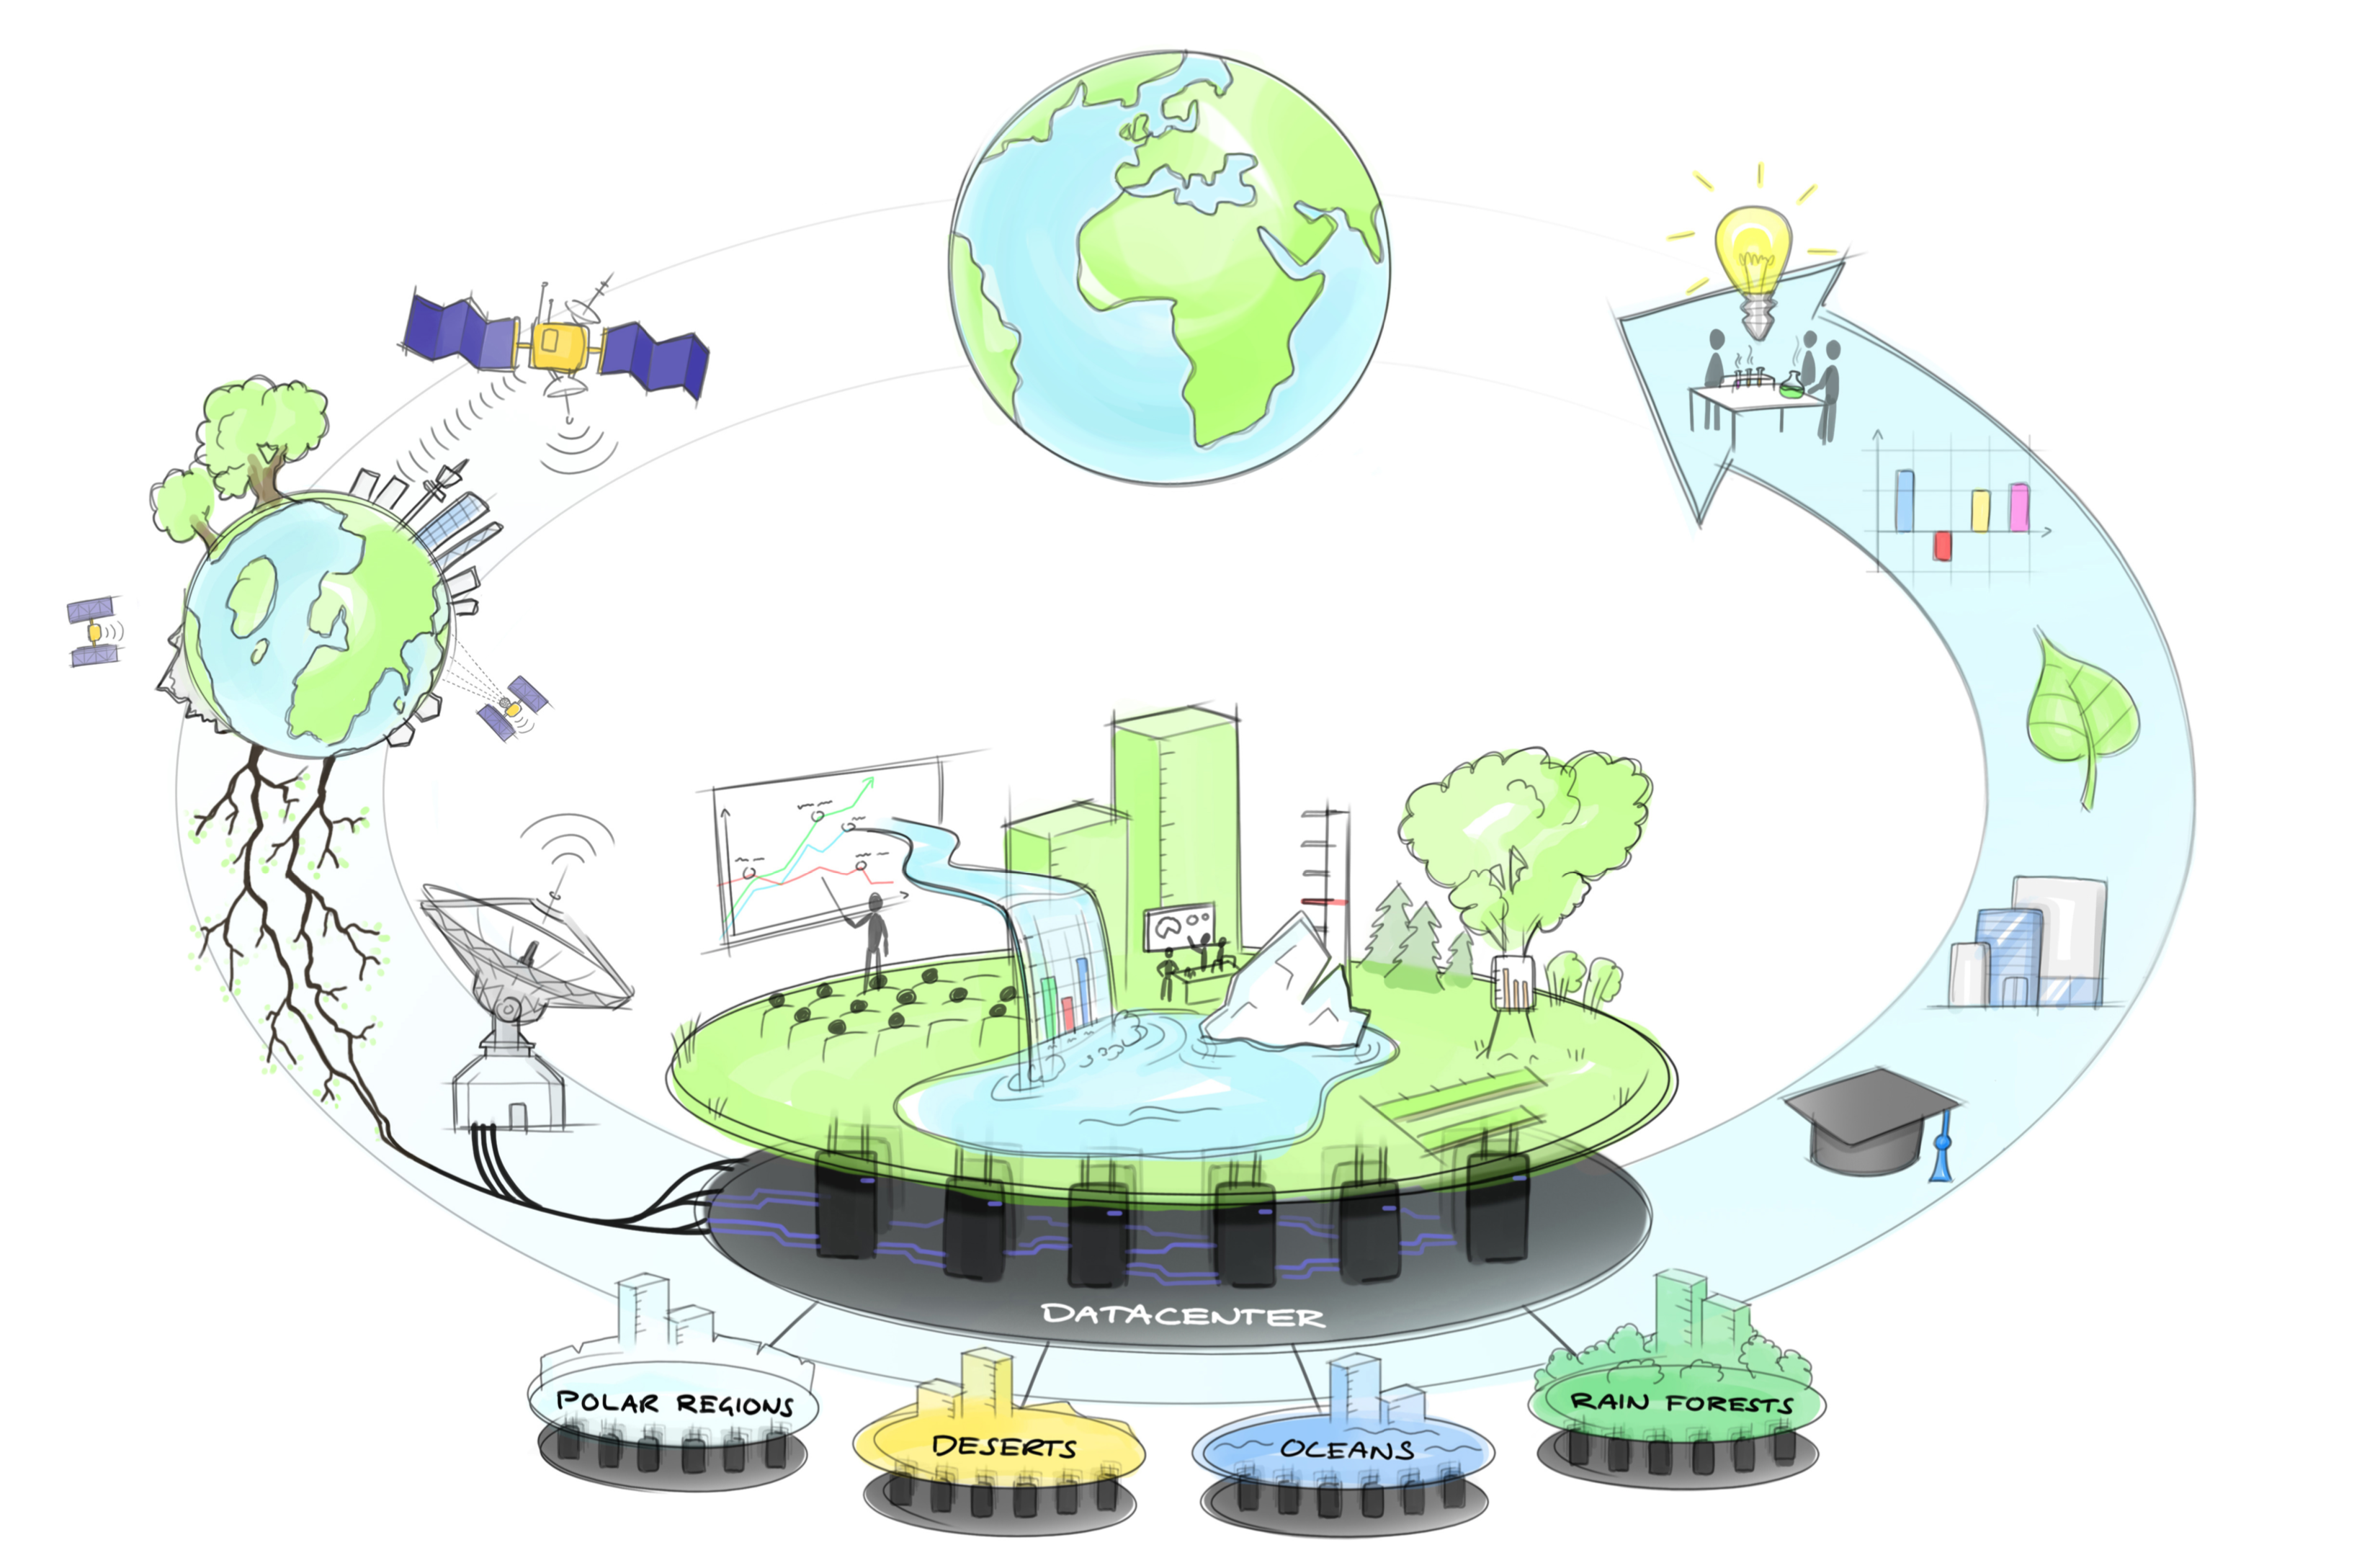 DATACENTER
POLAR REGIONS
DESERTS
OCEANS
RAIN FORESTS